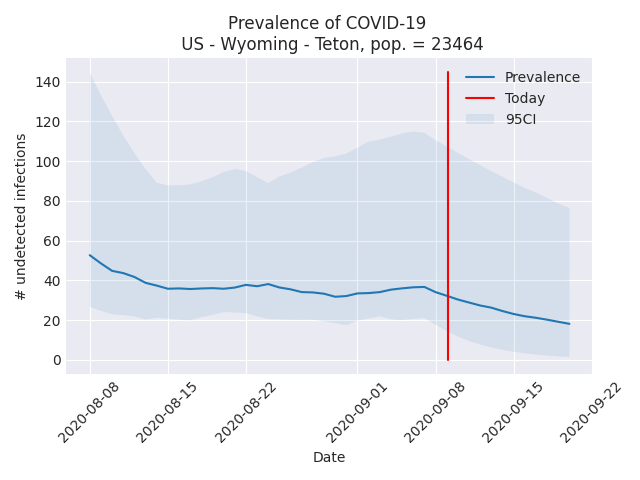 Prevalence of COVID-19
US - Wyoming - Teton, pop. = 23464
Prevalence
Today
95CI
140
120
100
80
60
40
20
0
# undetected infections
2020-08-08
2020-08-15
2020-08-22
2020-09-01
2020-09-08
2020-09-15
2020-09-22
Date